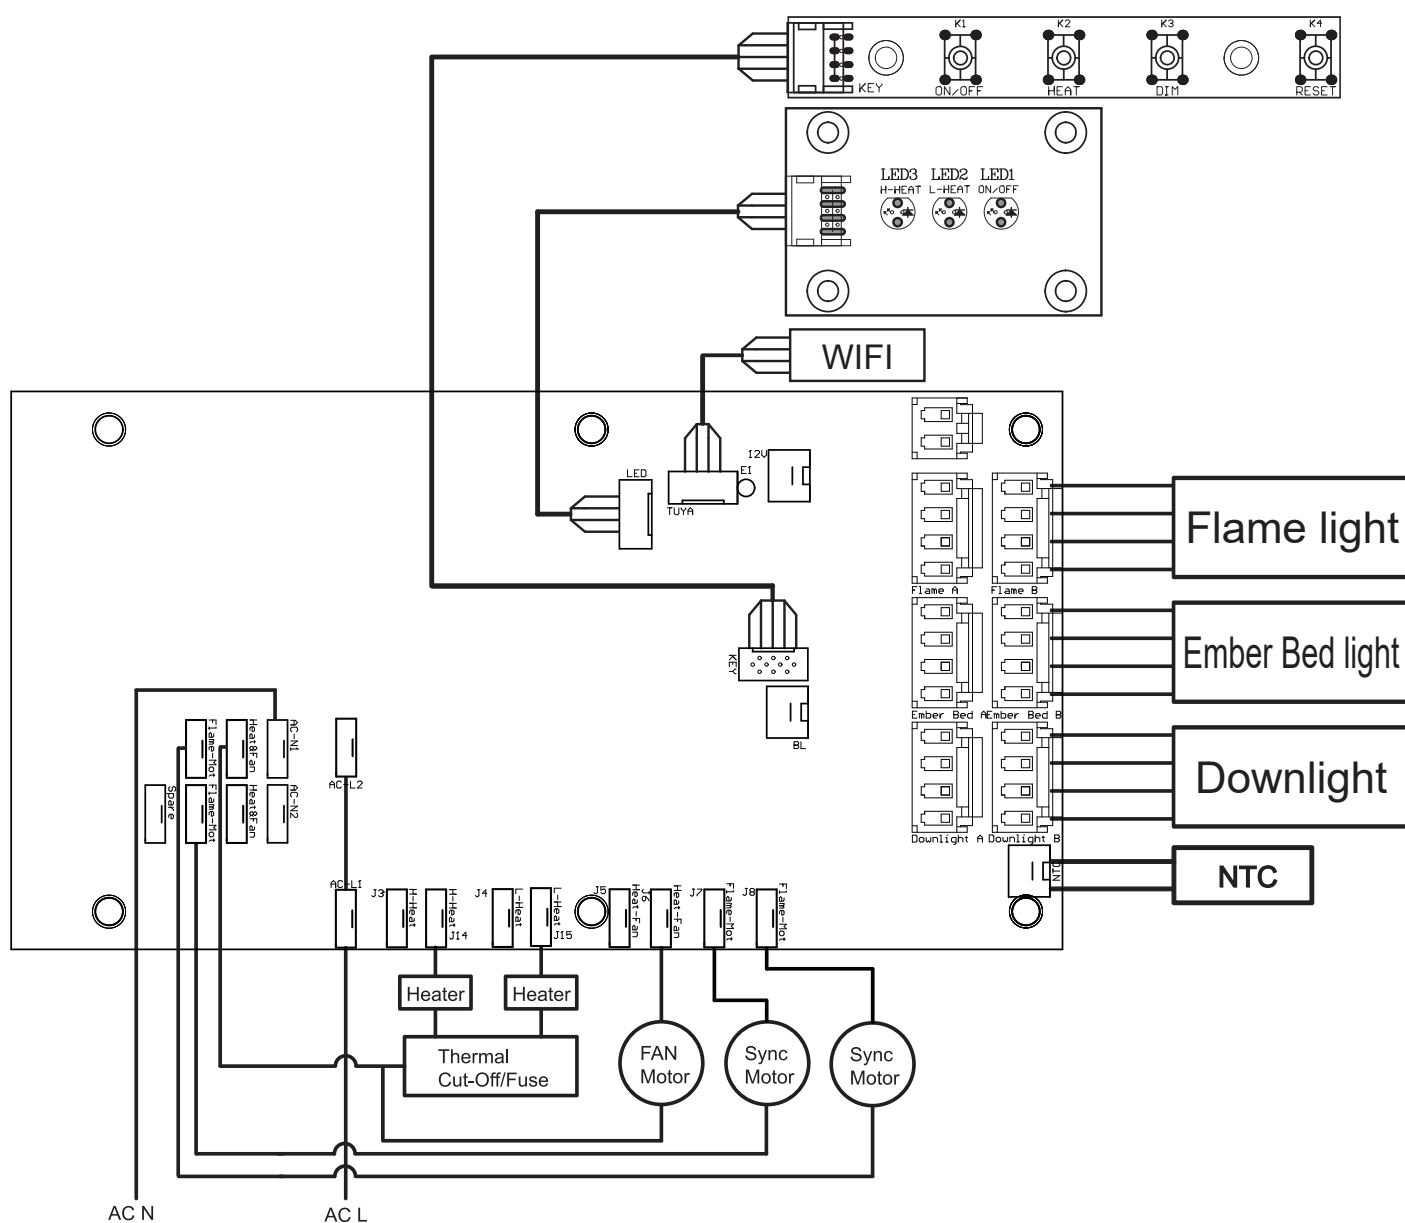 K1
K2
K3
K4
KEY
ON/OFF
HEAT
DIM
RESET
LED3
LED2
LED1
H-HEAT
L-HEAT
ON/OFF
WIFI
12V
LED
E1
TUYA
Flame light
Flame A
Flame B
KEY
Ember Bed light
Ember Bed A
Ember Bed B
BL
Flame-Mot
Heat&Fan
AC-N1
Downlight
AC-L2
Spare
Flame-Mot
Heat&Fan
AC-N2
Downlight A
Downlight B
NTC
NTC
AC-L1
J3
H-Heat
H-Heat
J14
J4
L-Heat
L-Heat
J15
J5
Heat-Fan
J6
Heat-Fan
J7
Flame-Mot
J8
Flame-Mot
Heater
Heater
Thermal
Cut-Off/Fuse
FAN
Motor
Sync
Motor
Sync
Motor
AC N
AC L